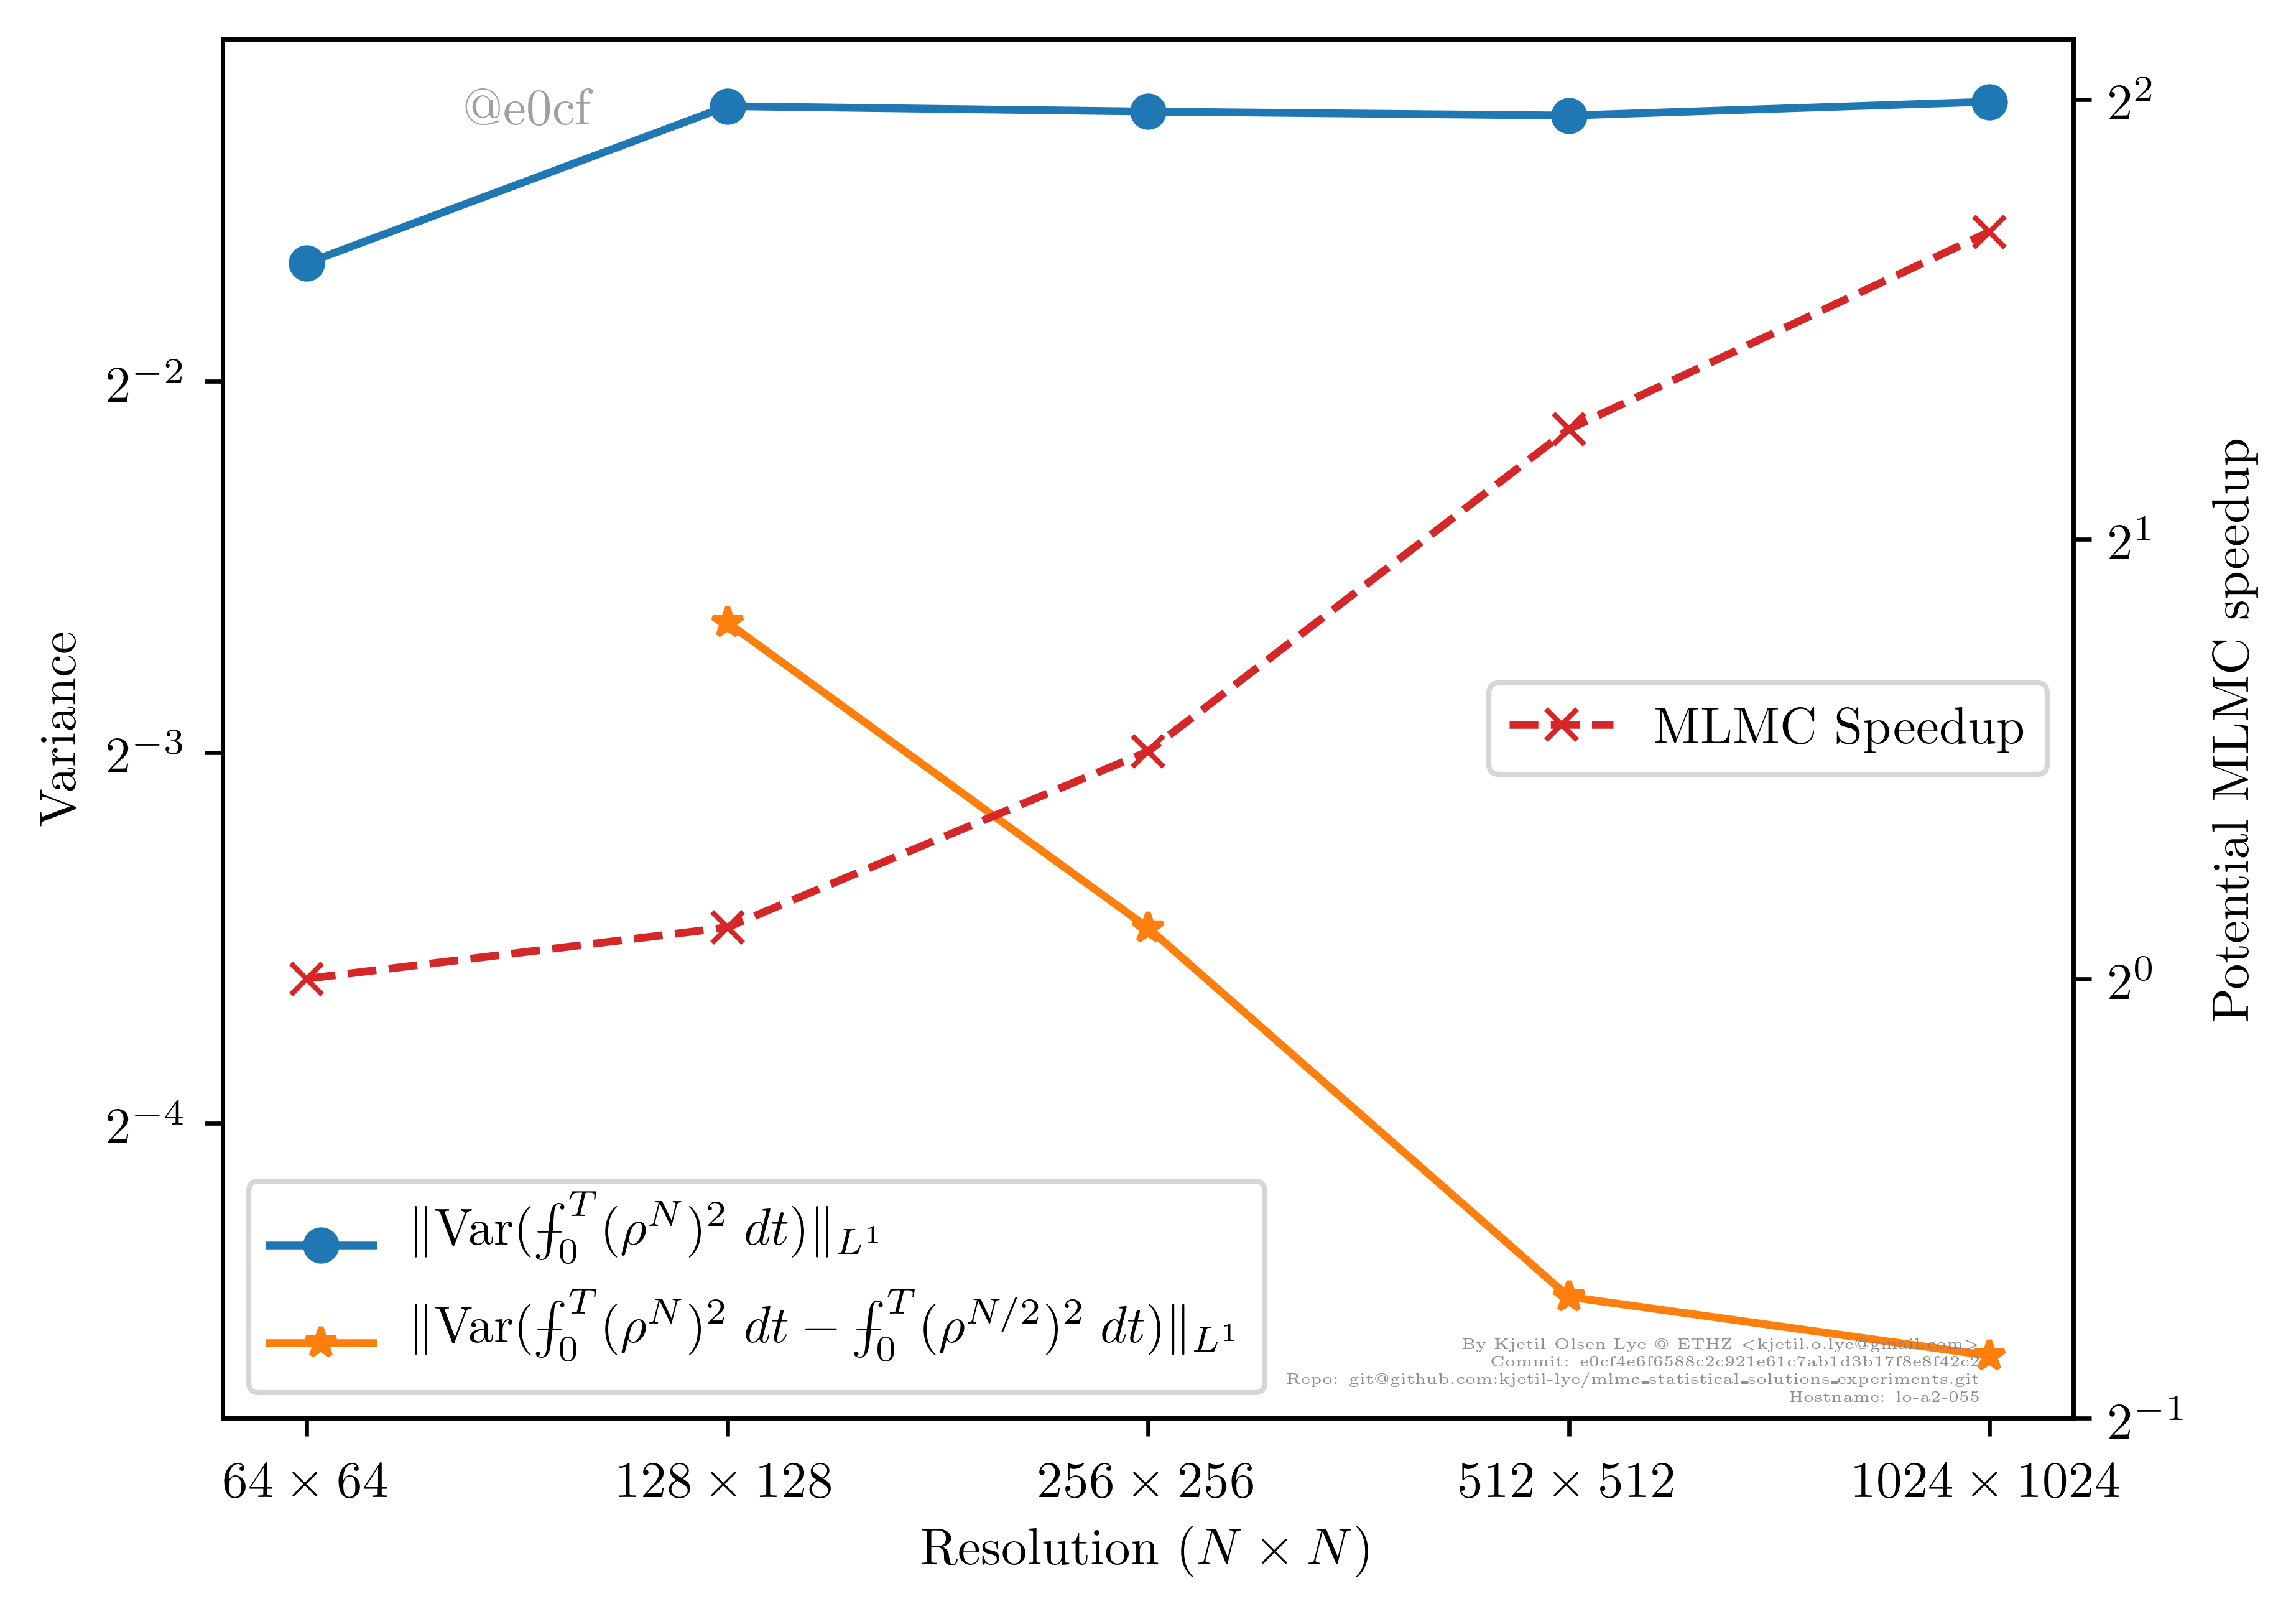 @e0cf
2^2
2^{-2}
2^1
Variance
Potential MLMC speedup
2^{-3}
MLMC Speedup
2^0
2^{-4}
‖Var(⨍_0^T (ρ^N)^2 dt)‖_{L^1}
‖Var(⨍_0^T (ρ^N)^2 dt − ⨍_0^T (ρ^{N/2})^2 dt)‖_{L^1}
By Kjetil Olsen Lye @ ETHZ <kjetil.o.lye@gmail.com>
Commit: e0cf4e6f6588c2c921e61c7ab1d3b17f8e8f42c2
Repo: git@github.com:kjetil-lye/mlmc_statistical_solutions_experiments.git
Hostname: lo-a2-055
2^{-1}
64 × 64 128 × 128 256 × 256 512 × 512 1024 × 1024
Resolution (N × N)